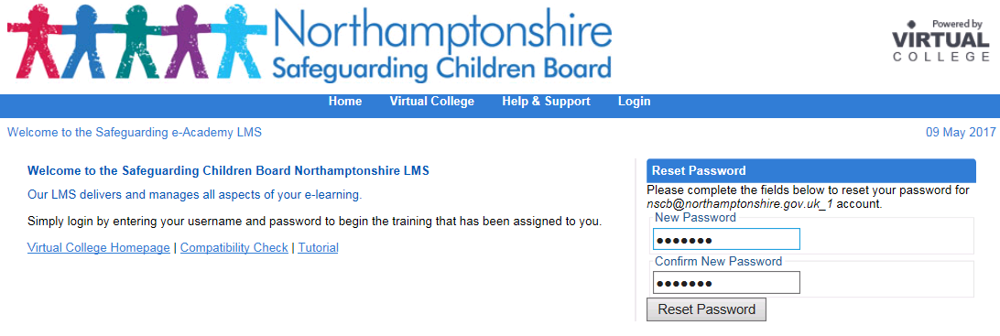 Northamptonshire
Safeguarding Children Board
Powered by
VIRTUAL
COLLEGE
Home Virtual College Help & Support Login
Welcome to the Safeguarding e-Academy LMS 09 May 2017
Welcome to the Safeguarding Children Board Northamptonshire LMS
Our LMS delivers and manages all aspects of your e-learning.
Simply login by entering your username and password to begin the training that has been assigned to you.
Virtual College Homepage | Compatibility Check | Tutorial
Reset Password
Please complete the fields below to reset your password for
nscb@northamptonshire.gov.uk_1 account.
New Password
●●●●●●●
Confirm New Password
●●●●●●●
Reset Password